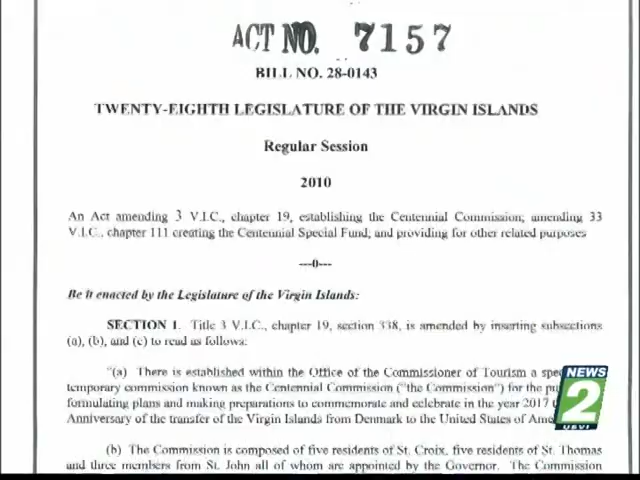 ACT NO. 7157
BILL NO. 28-0143
TWENTY-EIGHTH LEGISLATURE OF THE VIRGIN ISLANDS
Regular Session
2010
An Act amending 3 V.I.C., chapter 19, establishing the Centennial Commission; amending 33
V.I.C., chapter 111 creating the Centennial Special Fund; and providing for other related purposes
---0---
Be it enacted by the Legislature of the Virgin Islands:
SECTION 1. Title 3 V.I.C., chapter 19, section 338, is amended by inserting subsections
(a), (b), and (c) to read as follows:
"(a) There is established within the Office of the Commissioner of Tourism a
temporary commission known as the Centennial Commission ("the Commission") for the
formulating plans and making preparations to commemorate and celebrate in the year 2017
Anniversary of the transfer of the Virgin Islands from Denmark to the United States of
(b) The Commission is composed of five residents of St. Croix, five residents of St. Thomas
and three members from St. John all of whom are appointed by the Governor. The Commission
NEWS
2
USVI